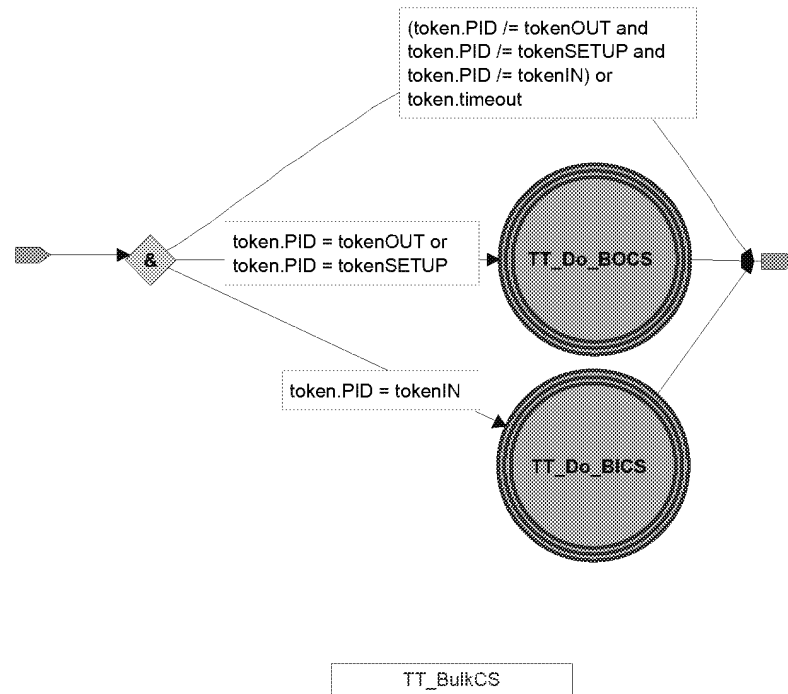 (token.PID /= tokenOUT and
token.PID /= tokenSETUP and
token.PID /= tokenIN) or
token.timeout
&
token.PID = tokenOUT or
token.PID = tokenSETUP
TT_Do_BOCS
token.PID = tokenIN
TT_Do_BICS
TT_BulkCS